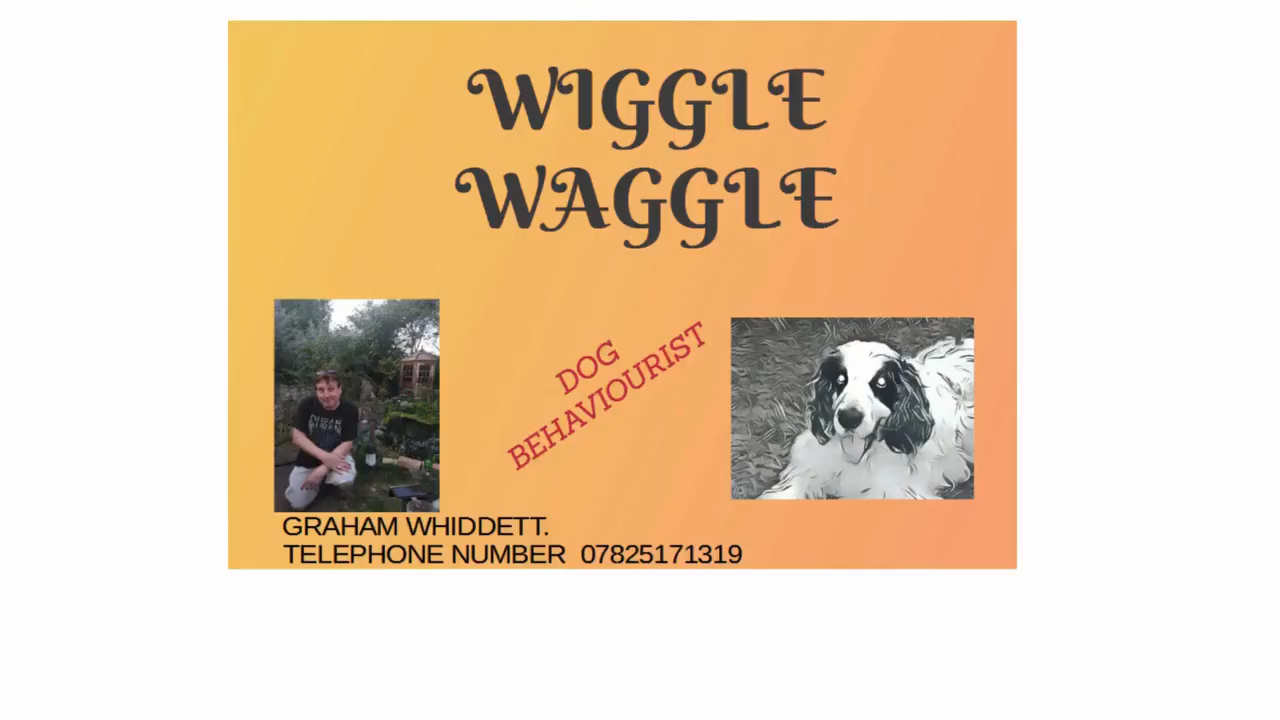 WIGGLE
WAGGLE
DOG
BEHAVIOURIST
GRAHAM WHIDDETT.
TELEPHONE NUMBER 07825171319